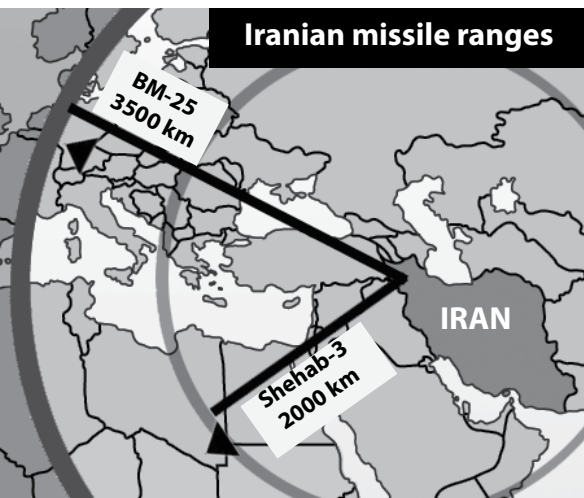 Iranian missile ranges
BM-25
3500 km
IRAN
Shehab-3
2000 km